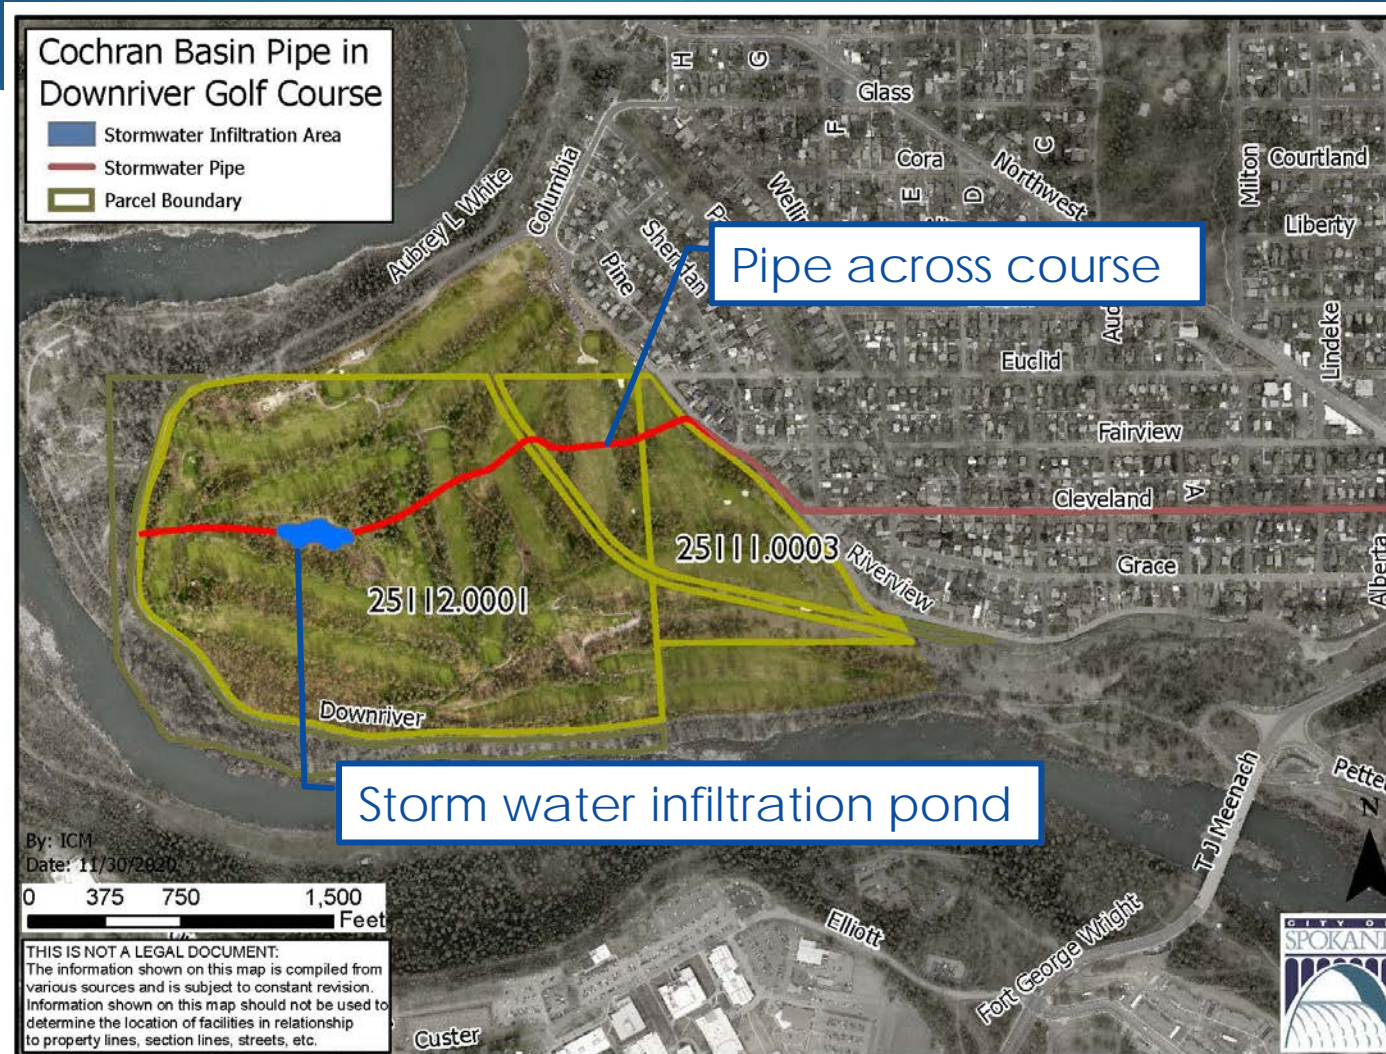 Cochran Basin Pipe in
Downriver Golf Course
Stormwater Infiltration Area
Stormwater Pipe
Parcel Boundary
H
G
Glass
F
Cora
C
Northwest
E
D
Milton
Courtland
Liberty
Columbia
Aubrey L White
Sheridan
Pine
Pipe across course
Lindeke
Euclid
Fairview
Cleveland
A
25111.0003
Riverview
Grace
Alberta
25112.0001
Downriver
Storm water infiltration pond
T J Meenach
N
By: ICM
Date: 11/30/2020
0 375 750 1,500
Feet
Elliott
Fort George Wright
Custer
THIS IS NOT A LEGAL DOCUMENT:
The information shown on this map is compiled from
various sources and is subject to constant revision.
Information shown on this map should not be used to
determine the location of facilities in relationship
to property lines, section lines, streets, etc.
CITY O
SPOKAN